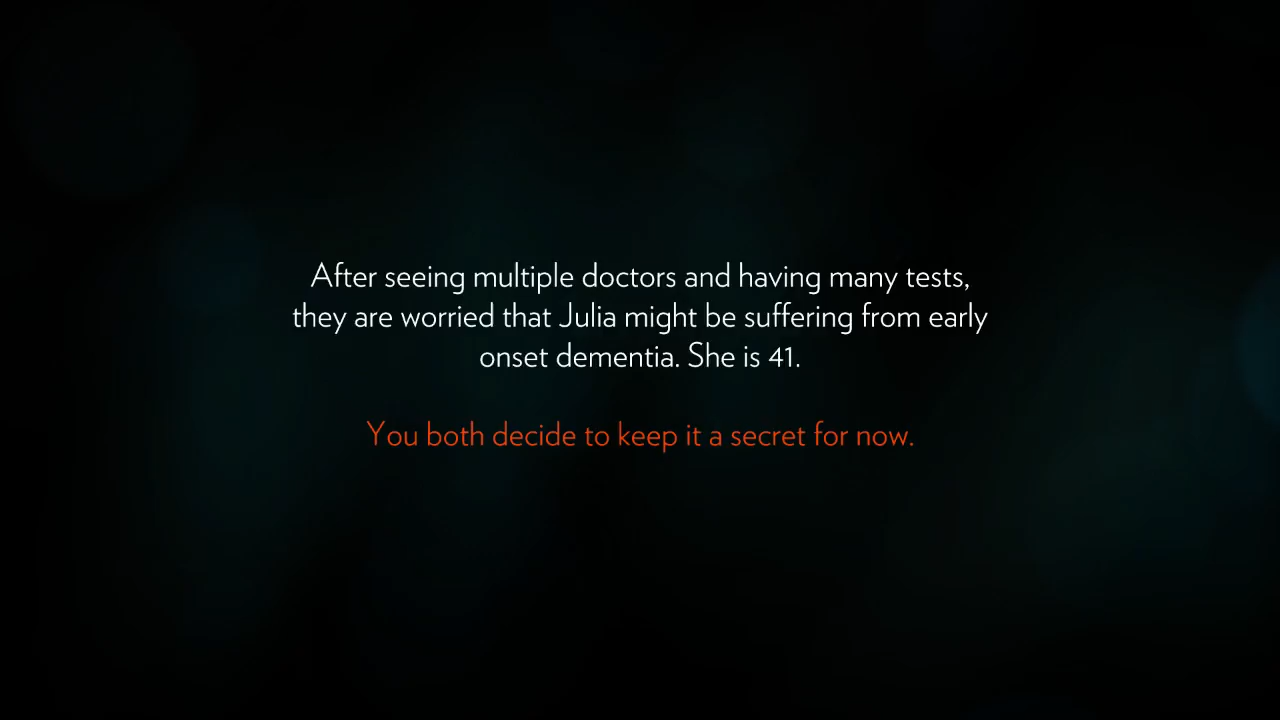 After seeing multiple doctors and having many tests,
they are worried that Julia might be suffering from early
onset dementia. She is 41.
You both decide to keep it a secret for now.